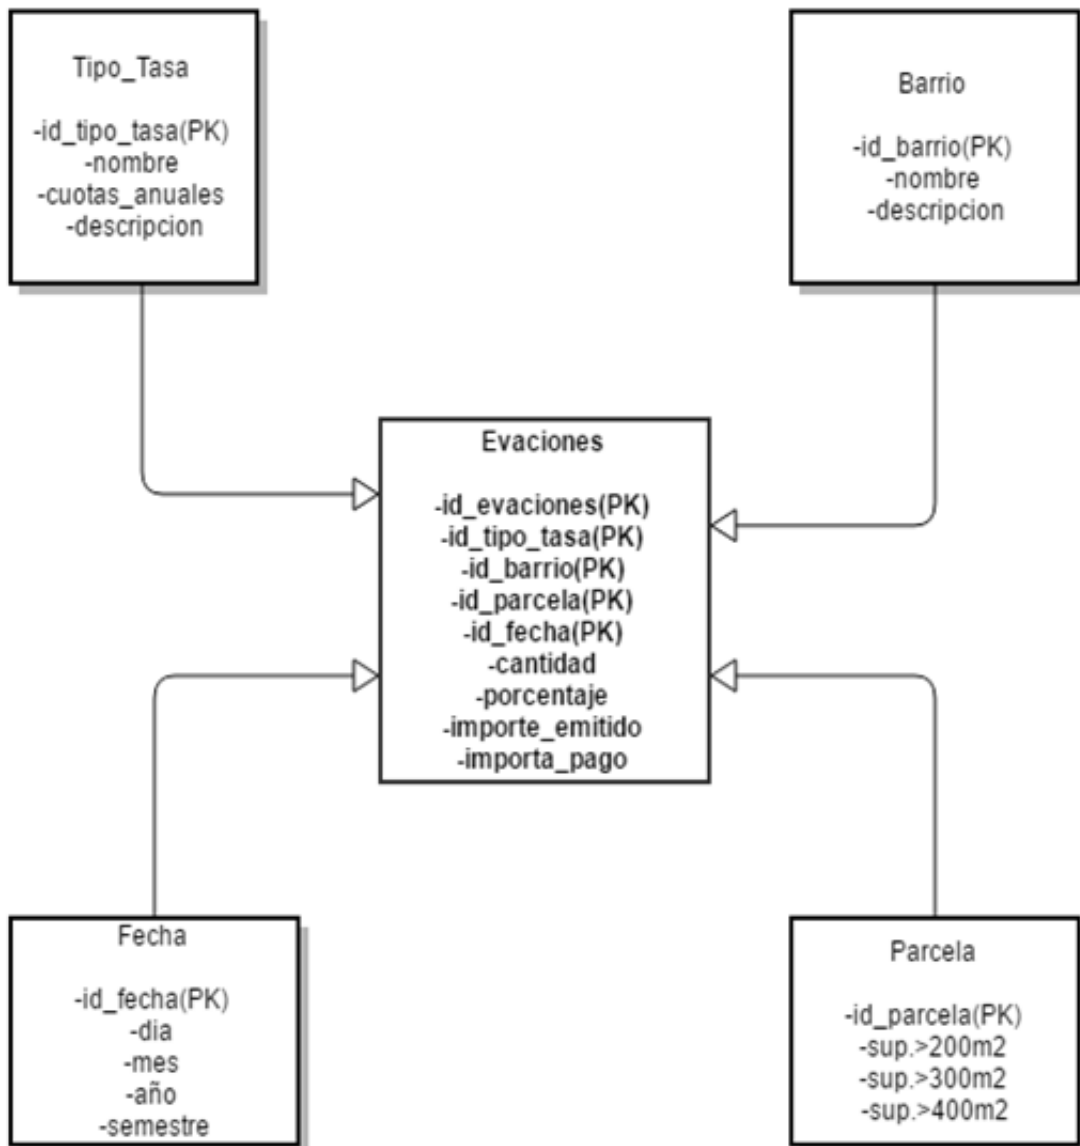 Tipo_Tasa
-id_tipo_tasa(PK)
-nombre
-cuotas_anuales
-descripcion
Barrio
-id_barrio(PK)
-nombre
-descripcion
Evaciones
-id_evaciones(PK)
-id_tipo_tasa(PK)
-id_barrio(PK)
-id_parcela(PK)
-id_fecha(PK)
-cantidad
-porcentaje
-importe_emitido
-importa_pago
Fecha
-id_fecha(PK)
-dia
-mes
-año
-semestre
Parcela
-id_parcela(PK)
-sup.>200m2
-sup.>300m2
-sup.>400m2